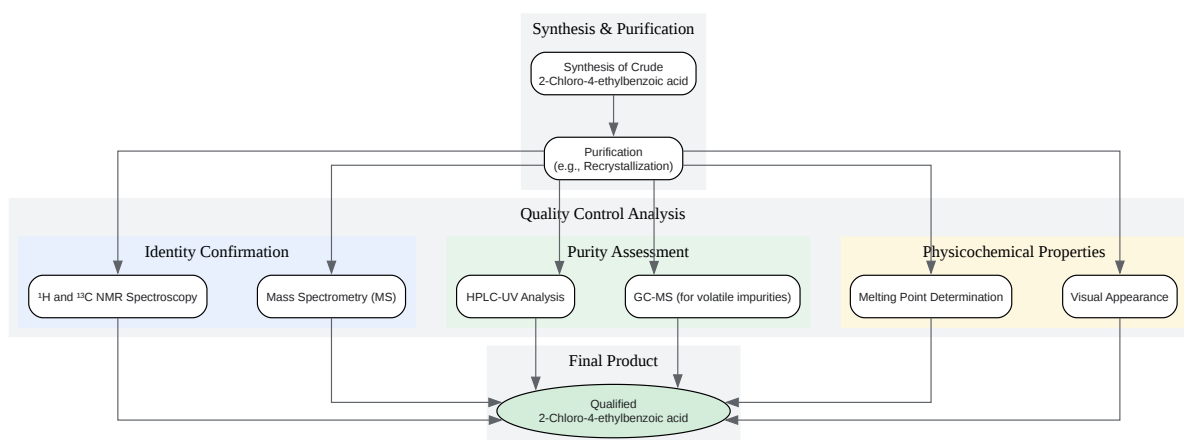 Synthesis & Purification
Synthesis of Crude
2-Chloro-4-ethylbenzoic acid
Purification
(e.g., Recrystallization)
Quality Control Analysis
Identity Confirmation
Purity Assessment
Physicochemical Properties
¹H and ¹³C NMR Spectroscopy
Mass Spectrometry (MS)
HPLC-UV Analysis
GC-MS (for volatile impurities)
Melting Point Determination
Visual Appearance
Final Product
Qualified
2-Chloro-4-ethylbenzoic acid